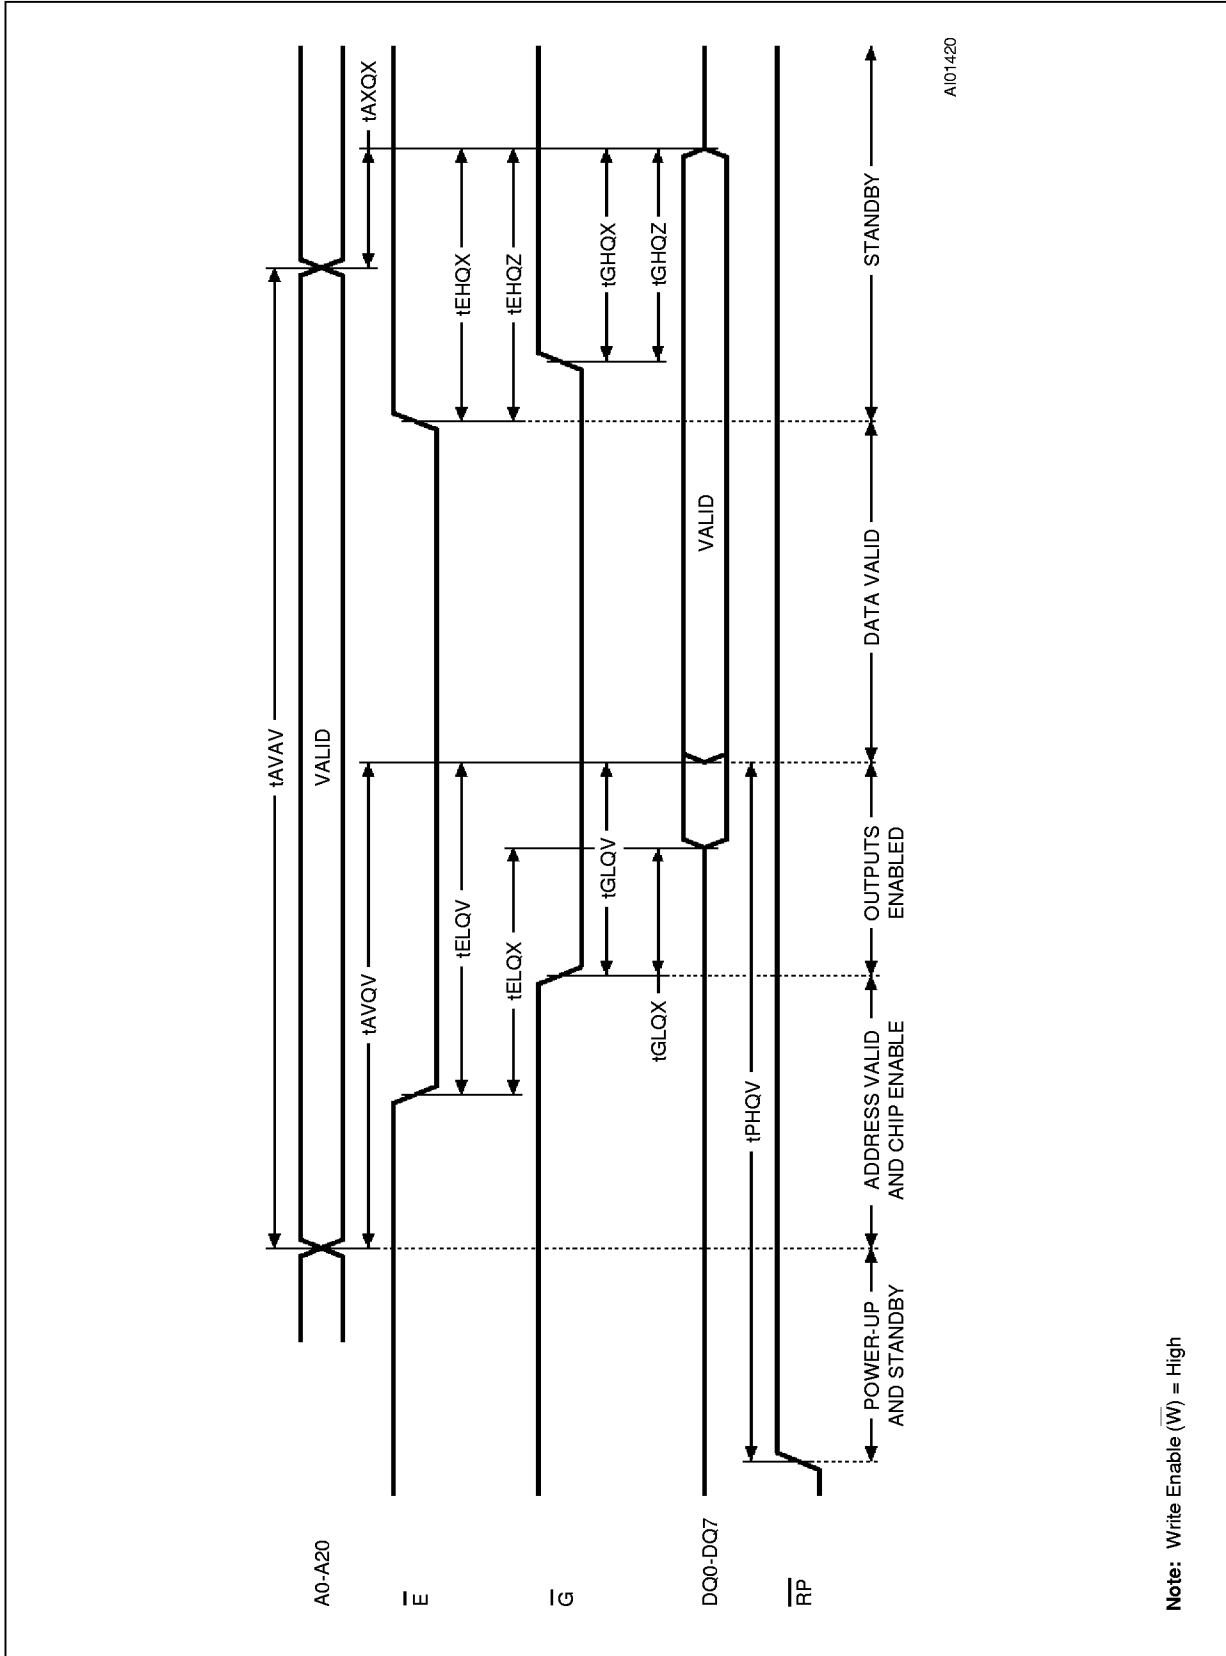 tAVAV
A0-A20
VALID
tAVQV
tAXQX
E
tELQV
tEHQX
tELQX
tEHQZ
G
tGLQV
tGHQX
tGLQX
tGHQZ
DQ0-DQ7
VALID
tPHQV
RP
POWER-UP
AND STANDBY
ADDRESS VALID
AND CHIP ENABLE
OUTPUTS
ENABLED
DATA VALID
STANDBY
AI01420
Note: Write Enable (W̅) = High